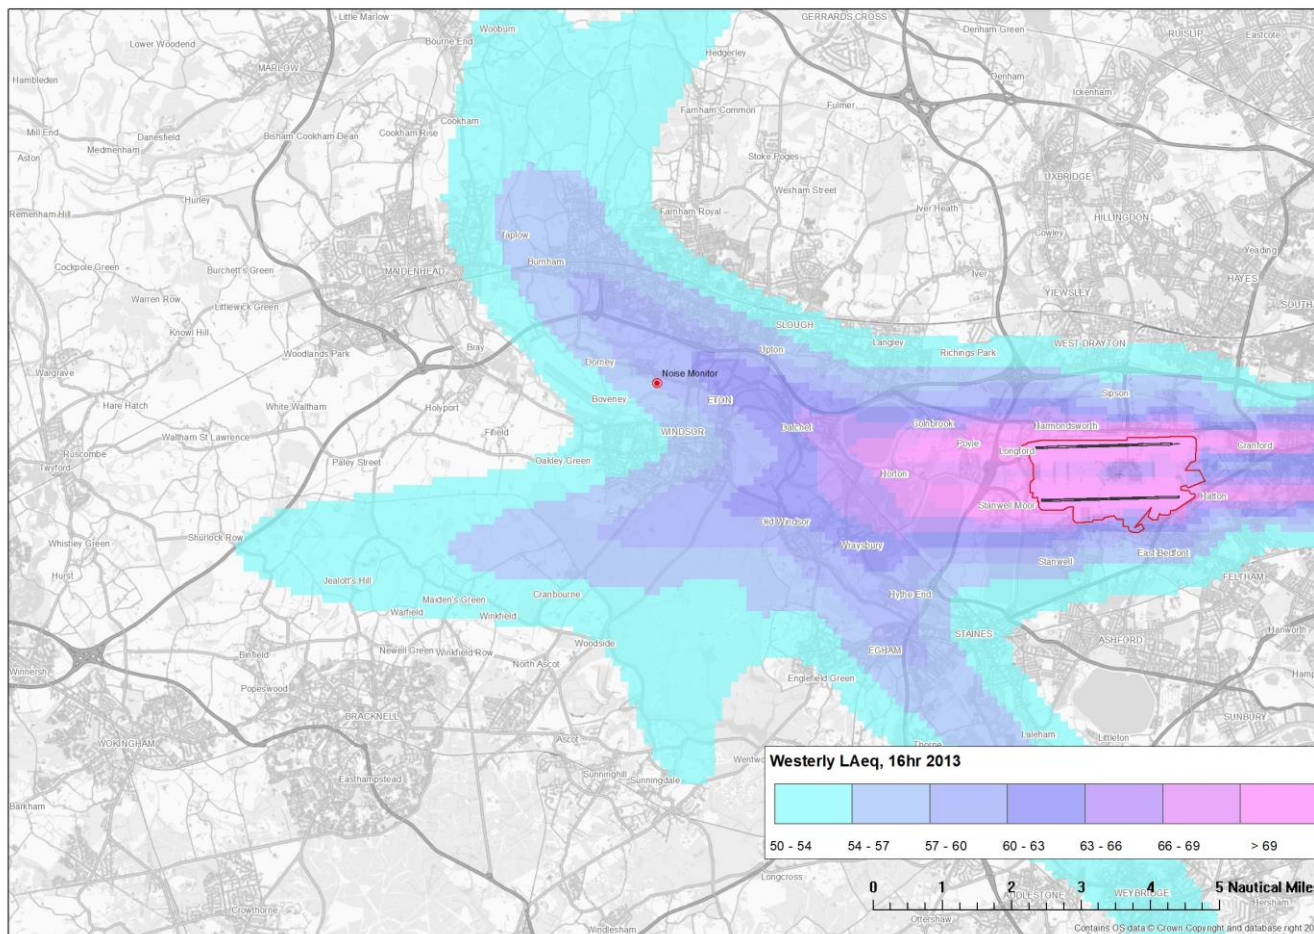 Little Marlow
Wooburn
GERRARDS CROSS
Denham Green
RUISLIP
Eastcote
Lower Woodend
Bourne End
Hedgerley
MARLOW
Denham
Hambleden
Ickenham
Farnham Common
Fulmer
Cookham
Mill End
Danesfield
Bisham
Cookham Dean
Cookham Rise
Medmenham
Aston
Stoke Poges
UXBRIDGE
Wexham Street
Hurley
Iver Heath
Remenham Hill
Farnham Royal
HILLINGDON
Taplow
Cowley
Yeading
Burnham
Cockpole Green
Burchett's Green
MAIDENHEAD
Iver
HAYES
Warren Row
Littlewick Green
YIEWSLEY
SOUTH
Knowl Hill
SLOUGH
Woodlands Park
Bray
Upton
Langley
Richings Park
WEST DRAYTON
Wargrave
Dorney
Noise Monitor
Hare Hatch
White Waltham
Holyport
Boveney
ETON
Sipson
Waltham St Lawrence
Fifield
WINDSOR
Datchet
Colnbrook
Harmondsworth
Ruscombe
Twyford
Paley Street
Oakley Green
Poyle
Longford
Cranford
Horton
Hatton
Stanwell Moor
Old Windsor
Shurlock Row
Whistley Green
Wraysbury
East Bedfont
Stanwell
Hurst
Jealott's Hill
FELTHAM
Cranbourne
Hythe End
Maiden's Green
Warfield
Winkfield
STAINES
Hanworth
Woodside
ASHFORD
Binfield
Newell Green
Winkfield Row
EGHAM
Winnersh
North Ascot
Hamp
Popeswood
Englefield Green
BRACKNELL
SUNBURY
WOKINGHAM
Ascot
Laleham
Littleton
Thorpe
Wentw
Easthampstead
Sunninghill
Sunningdale
Westerly LAeq, 16hr 2013
Barkham
50 - 54
54 - 57
57 - 60
60 - 63
63 - 66
66 - 69
> 69
Longcross
0 1 2 3 4 5 Nautical Mile
ADDLESTONE
WEYBRIDGE
Hersham
Crowthorne
Ottershaw
Windlesham
Contains OS data © Crown Copyright and database right 2